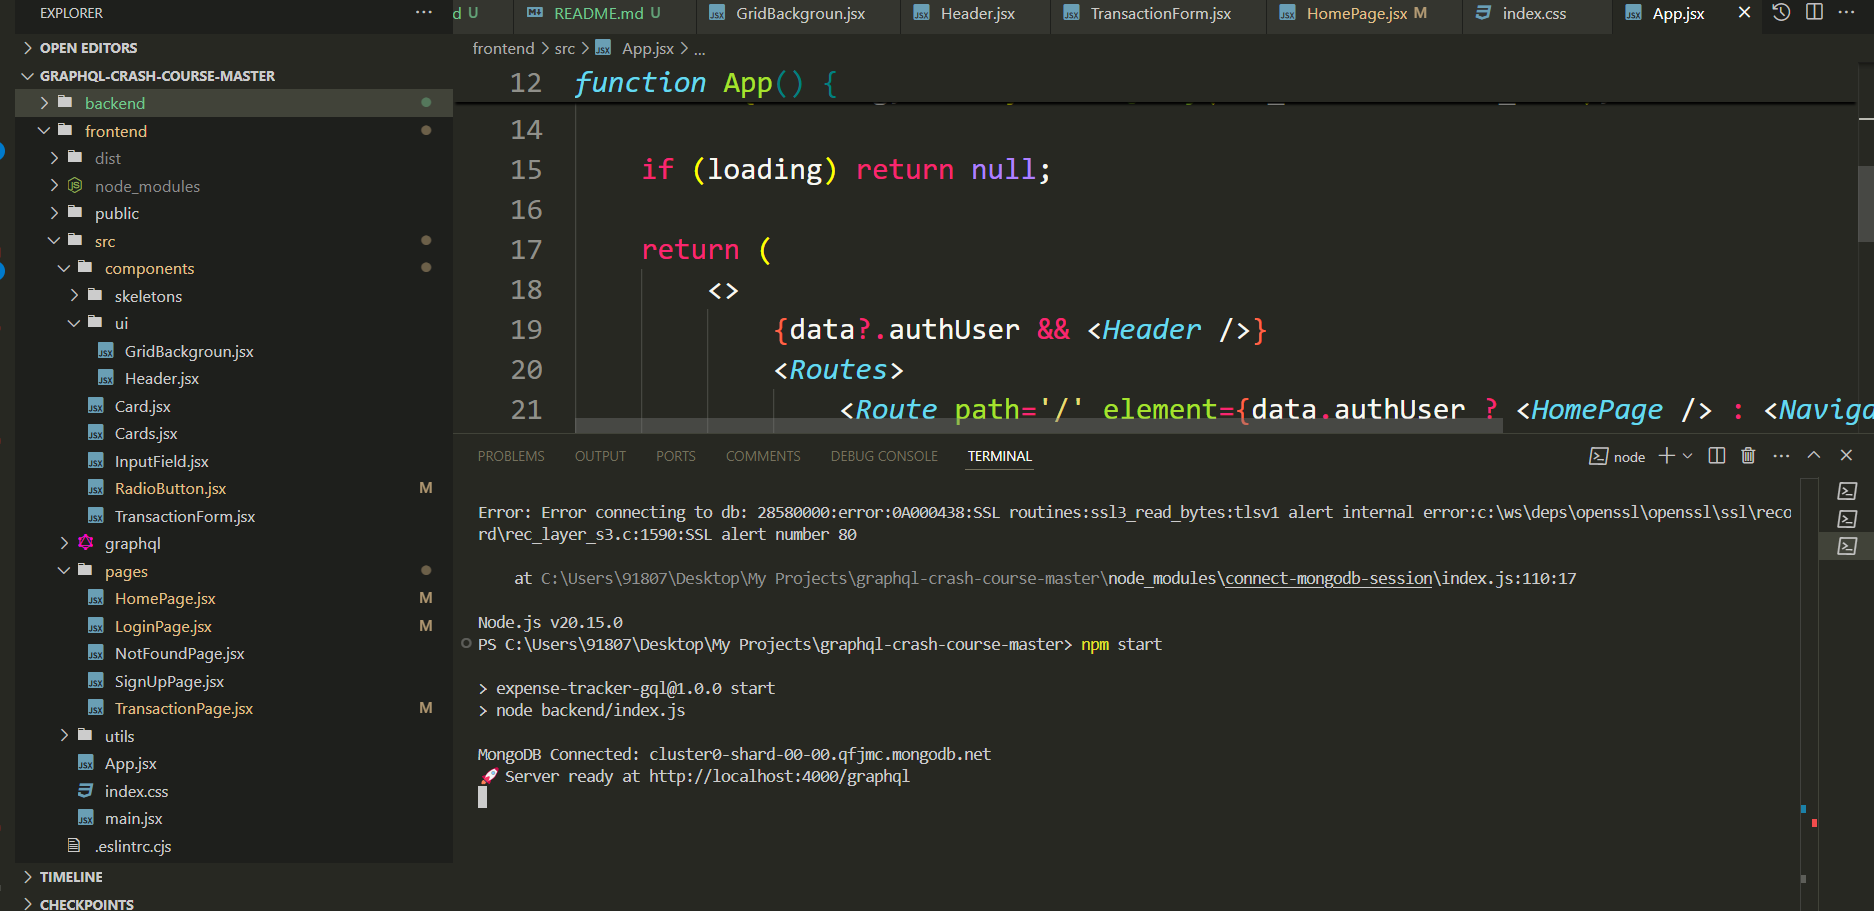 EXPLORER
OPEN EDITORS
GRAPHQL-CRASH-COURSE-MASTER
backend
frontend
dist
node_modules
public
src
components
skeletons
ui
GridBackgroun.jsx
Header.jsx
Card.jsx
Cards.jsx
InputField.jsx
RadioButton.jsx M
TransactionForm.jsx
graphql
pages
HomePage.jsx M
LoginPage.jsx M
NotFoundPage.jsx
SignUpPage.jsx
TransactionPage.jsx M
utils
App.jsx
index.css
main.jsx
.eslintrc.cjs
TIMELINE
CHECKPOINTS
d U README.md U GridBackgroun.jsx Header.jsx TransactionForm.jsx HomePage.jsx M index.css App.jsx
frontend > src > App.jsx > ...
12 function App() {
14
15 if (loading) return null;
16
17 return (
18 <>
19 {data?.authUser && <Header />}
20 <Routes>
21 <Route path='/' element={data.authUser ? <HomePage /> : <Naviga
PROBLEMS OUTPUT PORTS COMMENTS DEBUG CONSOLE TERMINAL node
Error: Error connecting to db: 28580000:error:0A000438:SSL routines:ssl3_read_bytes:tlsv1 alert internal error:c:\ws\deps\openssl\openssl\ssl\reco
rd\rec_layer_s3.c:1590:SSL alert number 80
at C:\Users\91807\Desktop\My Projects\graphql-crash-course-master\node_modules\connect-mongodb-session\index.js:110:17
Node.js v20.15.0
PS C:\Users\91807\Desktop\My Projects\graphql-crash-course-master> npm start
> expense-tracker-gql@1.0.0 start
> node backend/index.js
MongoDB Connected: cluster0-shard-00-00.qfjmc.mongodb.net
🚀 Server ready at http://localhost:4000/graphql